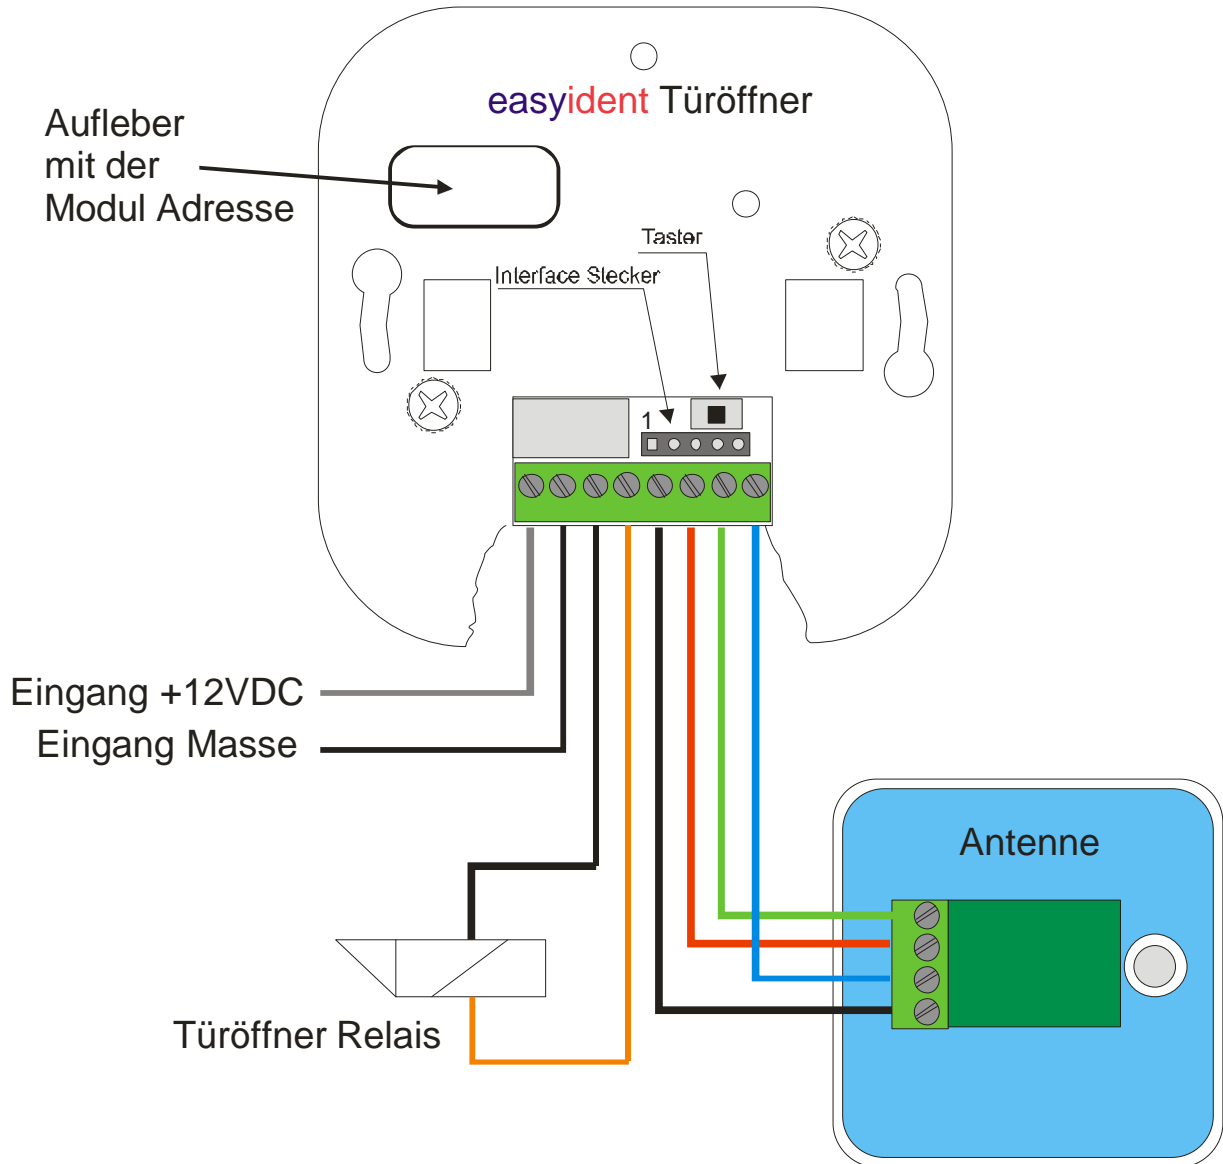 easyident Türöffner
Aufleber
mit der
Modul Adresse
Taster
Interface Stecker
1
Eingang +12VDC
Eingang Masse
Antenne
Türöffner Relais